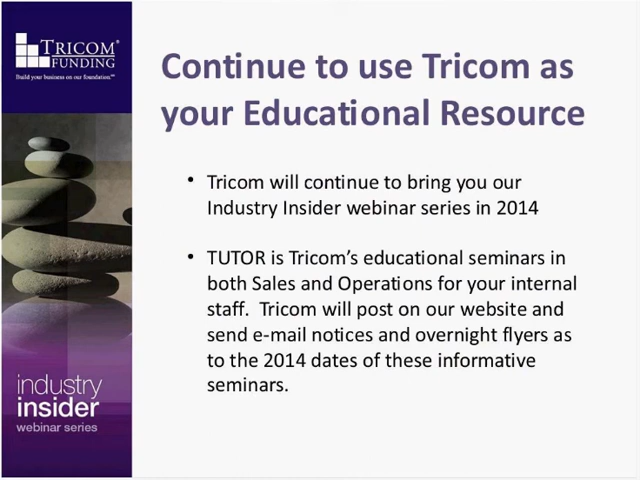 TRICOM®
FUNDING
Build your business on our foundation.℠
Continue to use Tricom as
your Educational Resource
• Tricom will continue to bring you our
Industry Insider webinar series in 2014
• TUTOR is Tricom’s educational seminars in
both Sales and Operations for your internal
staff.  Tricom will post on our website and
send e-mail notices and overnight flyers as
to the 2014 dates of these informative
seminars.
industry
insider
webinar series